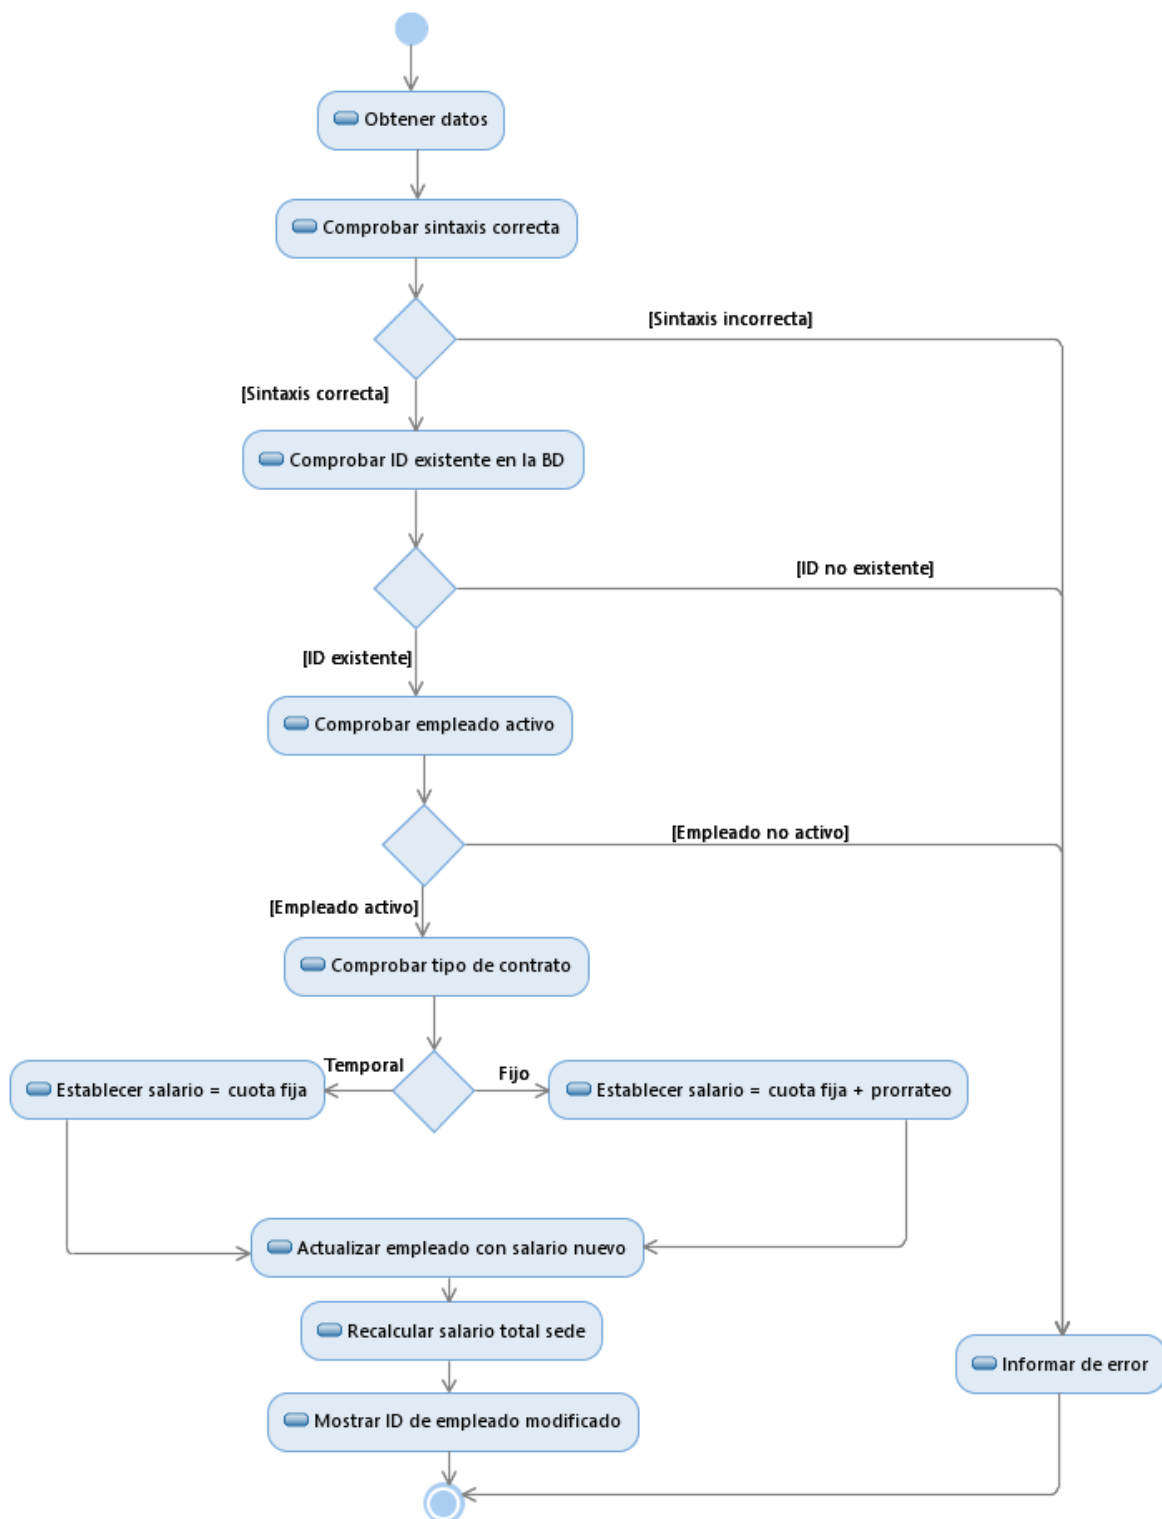 Obtener datos
Comprobar sintaxis correcta
[Sintaxis incorrecta]
[Sintaxis correcta]
Comprobar ID existente en la BD
[ID no existente]
[ID existente]
Comprobar empleado activo
[Empleado no activo]
[Empleado activo]
Comprobar tipo de contrato
Temporal
Fijo
Establecer salario = cuota fija
Establecer salario = cuota fija + prorrateo
Actualizar empleado con salario nuevo
Recalcular salario total sede
Informar de error
Mostrar ID de empleado modificado